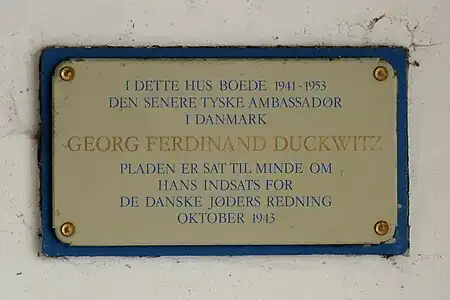 I DETTE HUS BOEDE 1941-1953
DEN SENERE TYSKE AMBASSADØR
I DANMARK
GEORG FERDINAND DUCKWITZ
PLADEN ER SAT TIL MINDE OM
HANS INDSATS FOR
DE DANSKE JØDERS REDNING
OKTOBER 1943